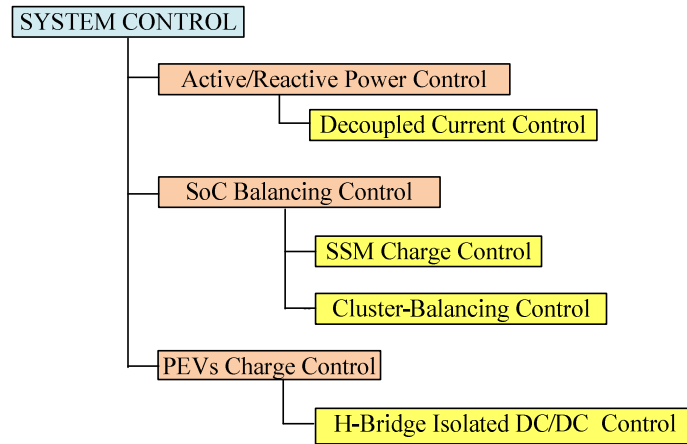 SYSTEM CONTROL
Active/Reactive Power Control
Decoupled Current Control
SoC Balancing Control
SSM Charge Control
Cluster-Balancing Control
PEVs Charge Control
H-Bridge Isolated DC/DC Control